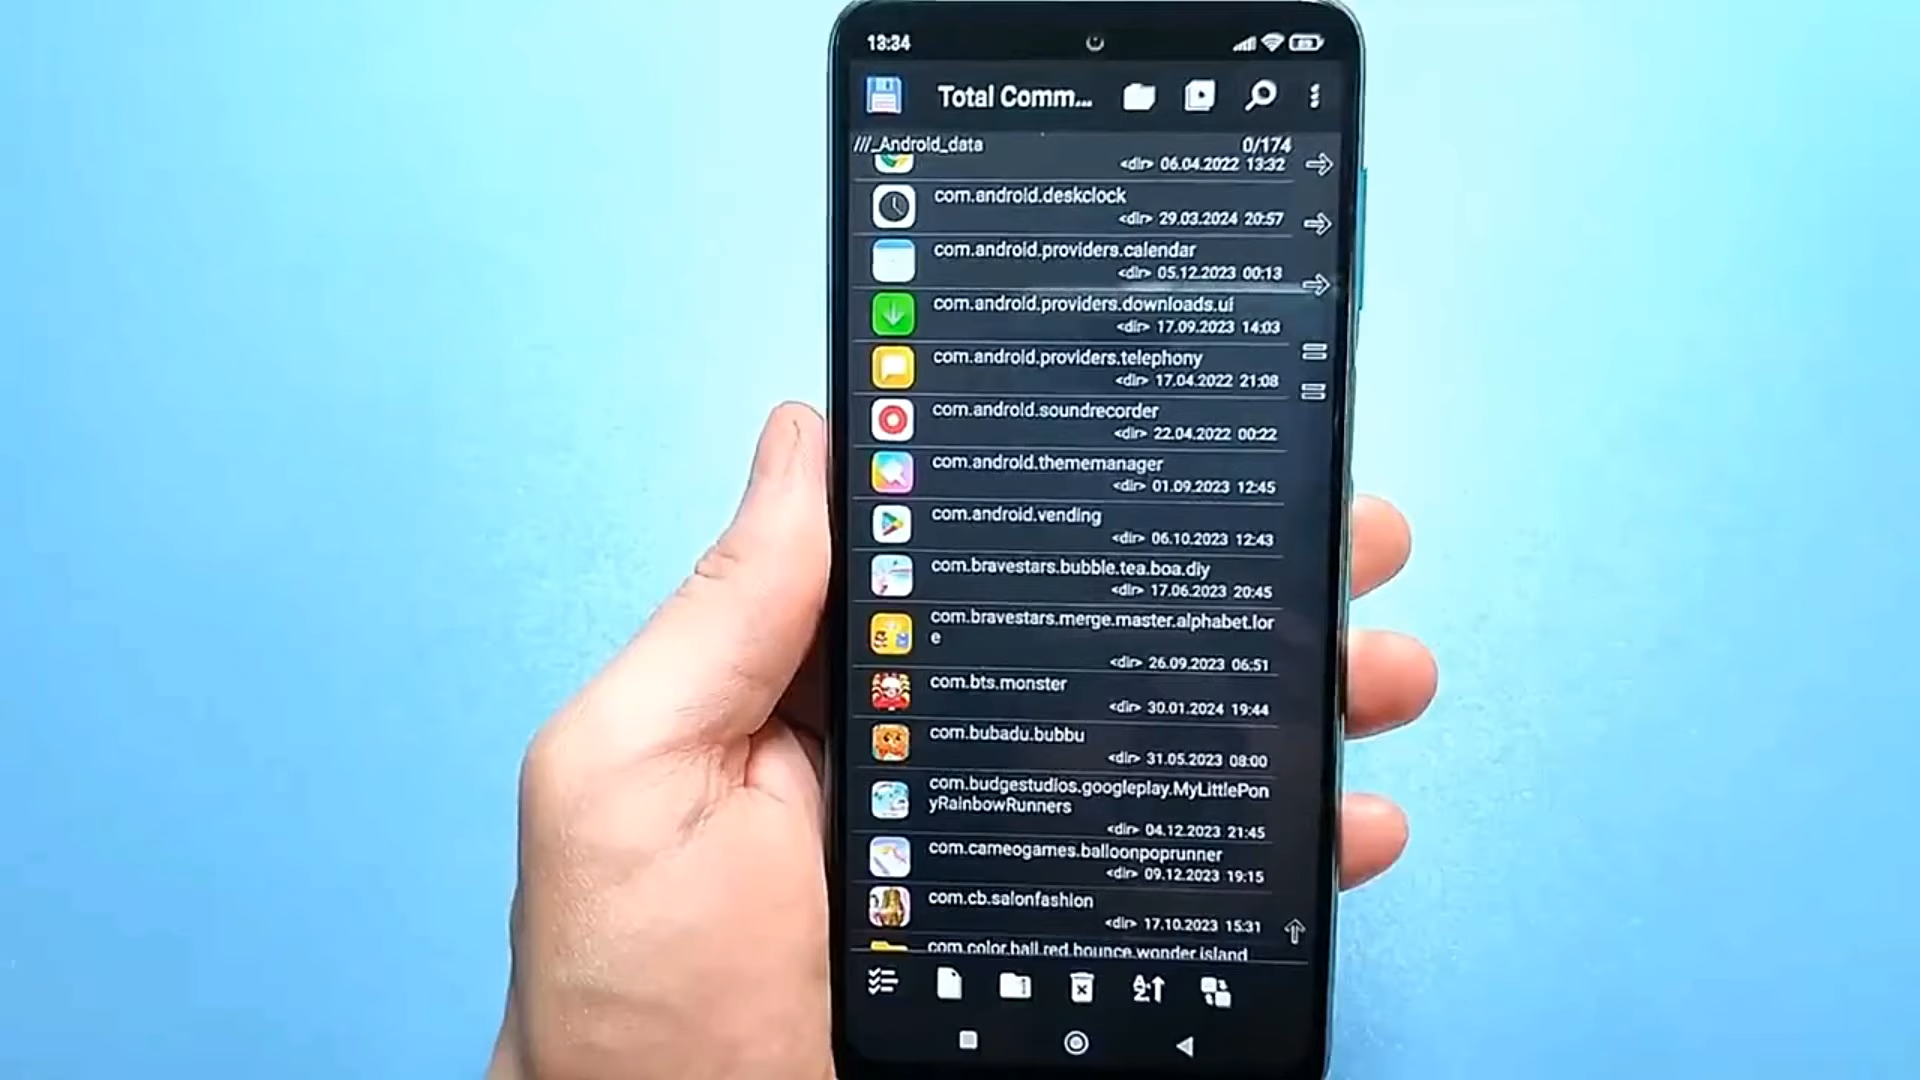 13:34
Total Comm...
///_Android_data
0/174
<dir> 06.04.2022 13:32
com.android.deskclock
<dir> 29.03.2024 20:57
com.android.providers.calendar
<dir> 05.12.2023 00:13
com.android.providers.downloads.ui
<dir> 17.09.2023 14:03
com.android.providers.telephony
<dir> 17.04.2022 21:08
com.android.soundrecorder
<dir> 22.04.2022 00:22
com.android.thememanager
<dir> 01.09.2023 12:45
com.android.vending
<dir> 06.10.2023 12:43
com.bravestars.bubble.tea.boa.diy
<dir> 17.06.2023 20:45
com.bravestars.merge.master.alphabet.lor
e
<dir> 26.09.2023 06:51
com.bts.monster
<dir> 30.01.2024 19:44
com.bubadu.bubbu
<dir> 31.05.2023 08:00
com.budgestudios.googleplay.MyLittlePon
yRainbowRunners
<dir> 04.12.2023 21:45
com.cameogames.balloonpoprunner
<dir> 09.12.2023 19:15
com.cb.salonfashion
<dir> 17.10.2023 15:31
com.color.ball.red.bounce.wonder.island